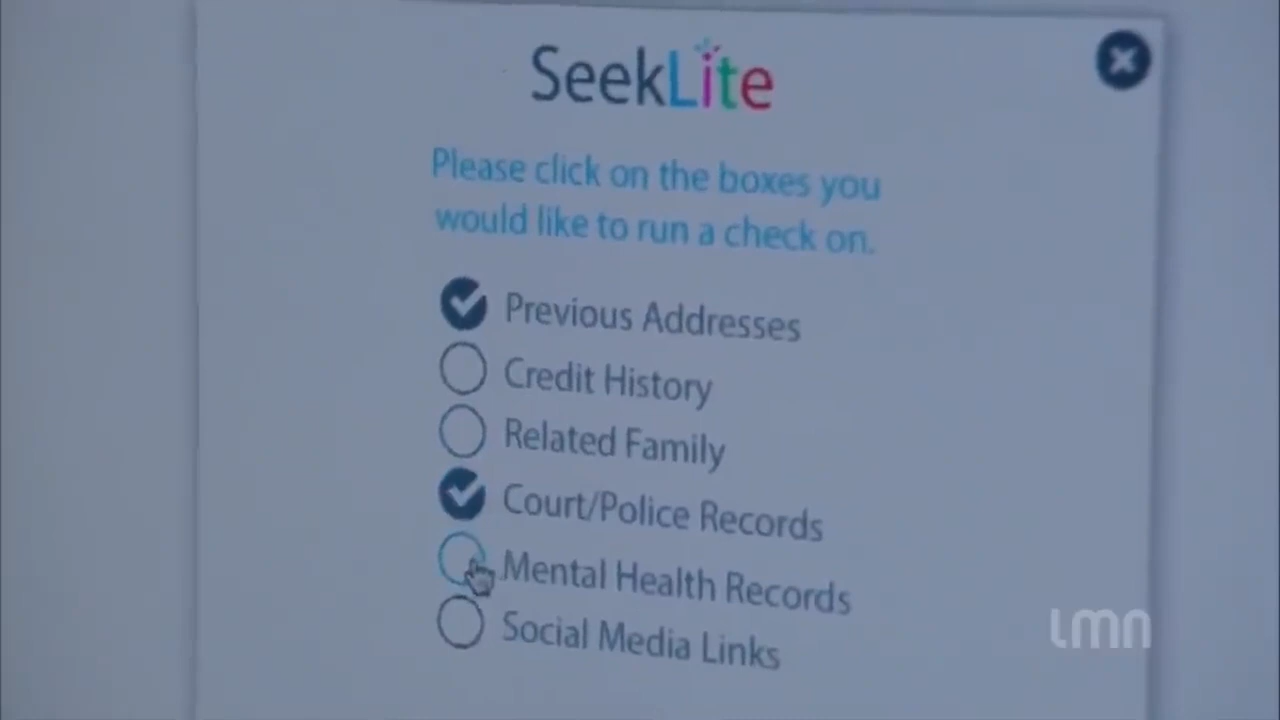 SeekLite
Please click on the boxes you
would like to run a check on.
Previous Addresses
Credit History
Related Family
Court/Police Records
Mental Health Records
Social Media Links
lmn